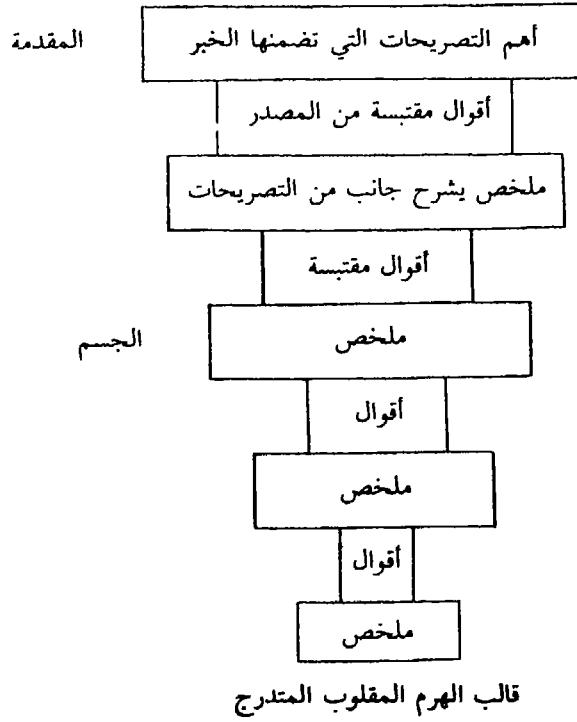 المقدمة
أهم التصريحات التي تضمنها الخبر
أقوال مقتبسة من المصدر
ملخص يشرح جانب من التصريحات
أقوال مقتبسة
الجسم
ملخص
أقوال
ملخص
أقوال
ملخص
قالب الهرم المقلوب المتدرج